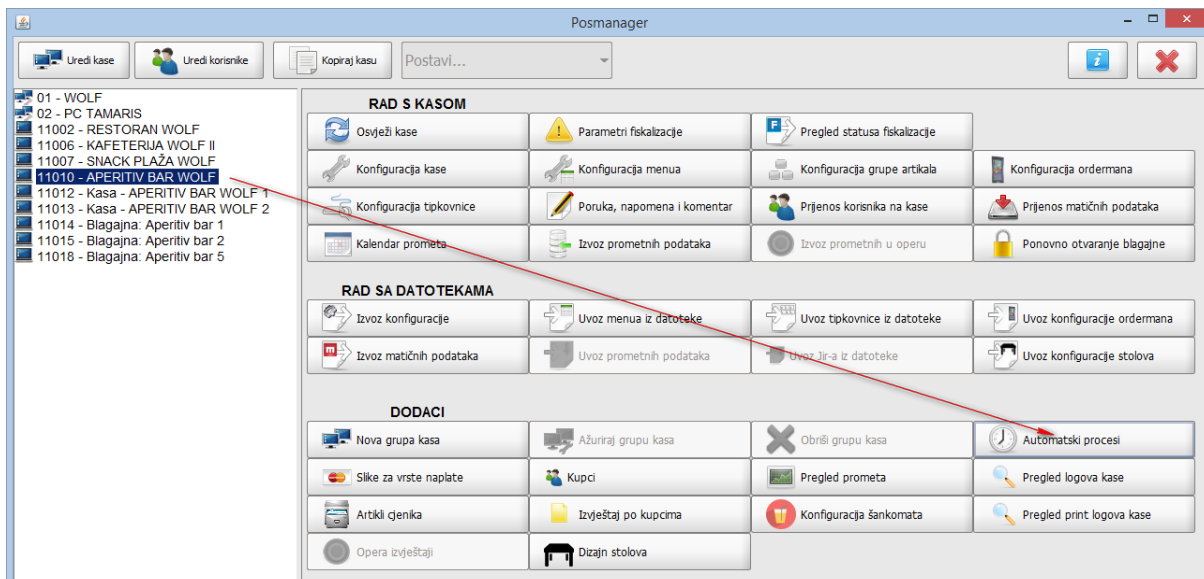 Posmanager
Uredi kase
Uredi korisnike
Kopiraj kasu
Postavi...
01 - WOLF
02 - PC TAMARIS
11002 - RESTORAN WOLF
11006 - KAFETERIJA WOLF II
11007 - SNACK PLAŽA WOLF
11010 - APERITIV BAR WOLF
11012 - Kasa - APERITIV BAR WOLF 1
11013 - Kasa - APERITIV BAR WOLF 2
11014 - Blagajna: Aperitiv bar 1
11015 - Blagajna: Aperitiv bar 2
11018 - Blagajna: Aperitiv bar 5
RAD S KASOM
Osvježi kase
Parametri fiskalizacije
Pregled statusa fiskalizacije
Konfiguracija kase
Konfiguracija menua
Konfiguracija grupe artikala
Konfiguracija ordermana
Konfiguracija tipkovnice
Poruka, napomena i komentar
Prijenos korisnika na kase
Prijenos matičnih podataka
Kalendar prometa
Izvoz prometnih podataka
Izvoz prometnih u operu
Ponovno otvaranje blagajne
RAD SA DATOTEKAMA
Izvoz konfiguracije
Uvoz menua iz datoteke
Uvoz tipkovnice iz datoteke
Uvoz konfiguracije ordermana
Izvoz matičnih podataka
Uvoz prometnih podataka
Uvoz Jir-a iz datoteke
Uvoz konfiguracije stolova
DODACI
Nova grupa kasa
Ažuriraj grupu kasa
Obriši grupu kasa
Automatski procesi
Slike za vrste naplate
Kupci
Pregled prometa
Pregled logova kase
Artikli cjenika
Izvještaj po kupcima
Konfiguracija šankomata
Pregled print logova kase
Opera izvještaji
Dizajn stolova